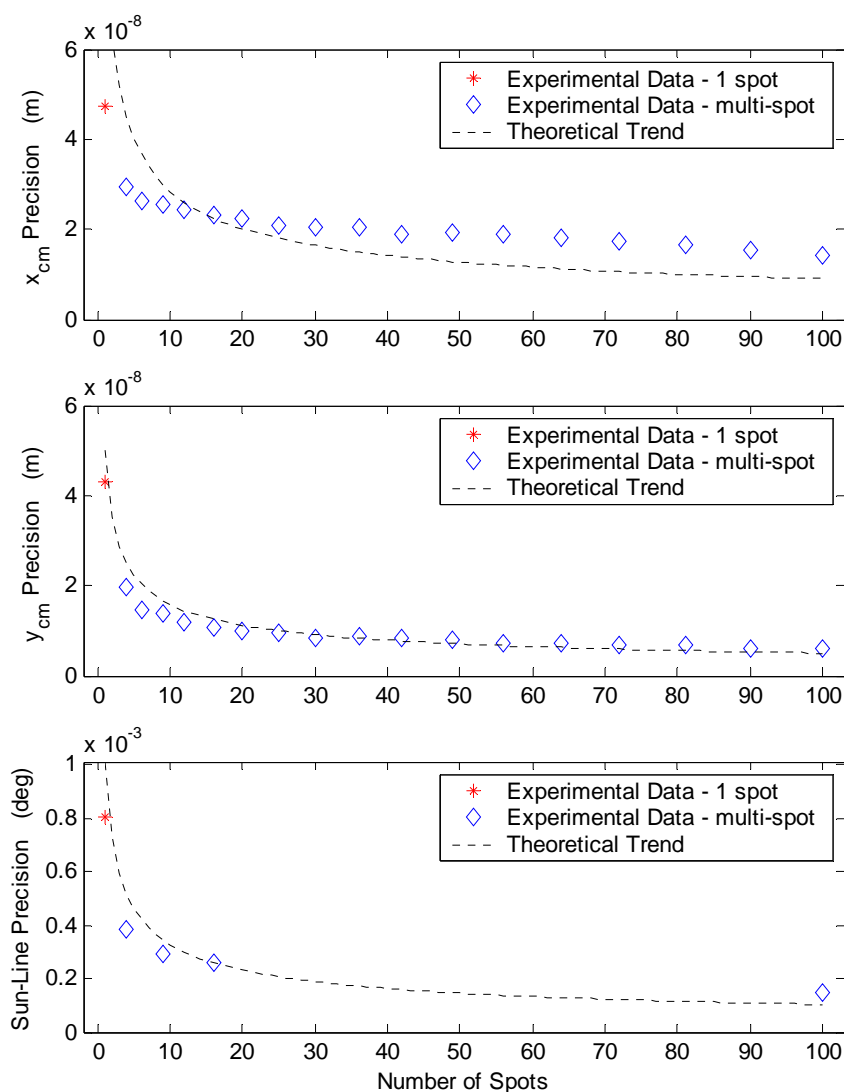 x 10-8
6
4
2
0
x_cm Precision (m)
Experimental Data - 1 spot
Experimental Data - multi-spot
Theoretical Trend
0 10 20 30 40 50 60 70 80 90 100
x 10-8
6
4
2
0
y_cm Precision (m)
Experimental Data - 1 spot
Experimental Data - multi-spot
Theoretical Trend
0 10 20 30 40 50 60 70 80 90 100
x 10-3
1
0.8
0.6
0.4
0.2
0
Sun-Line Precision (deg)
Experimental Data - 1 spot
Experimental Data - multi-spot
Theoretical Trend
0 10 20 30 40 50 60 70 80 90 100
Number of Spots